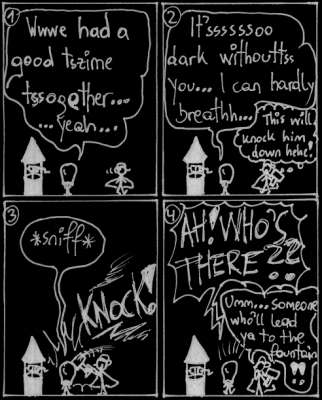 1
Wwwe had a
good tszime
tssogether...
...yeah....
2
It'sssssoo
dark withouttss
you... I can hardly
breathh...
This will
knock him
down hehe!
3
*sniff*
KNOCK!
4
AH! WHO'S
THERE??
Umm... someone
who'll lead
ya to the
fountain